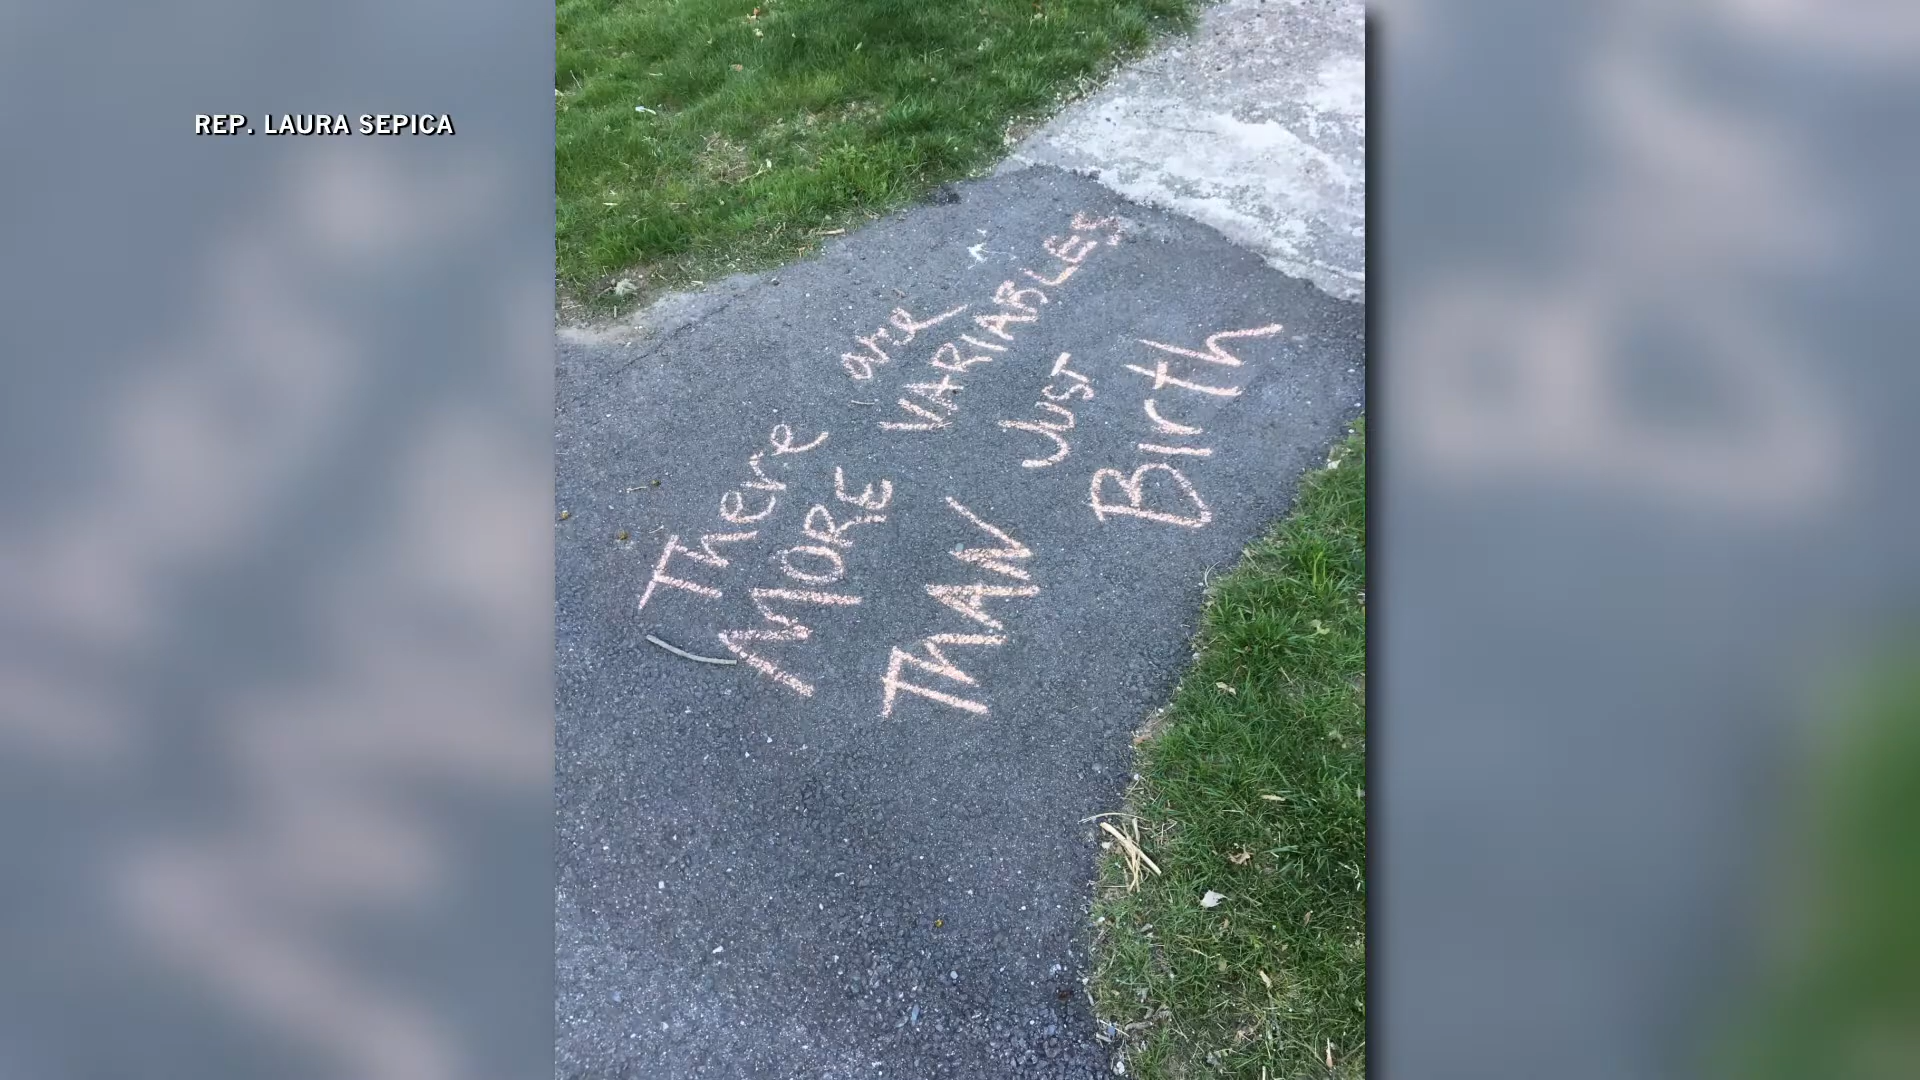 REP. LAURA SEPICA
There are
MORE VARIABLES
THAN JUST
Birth